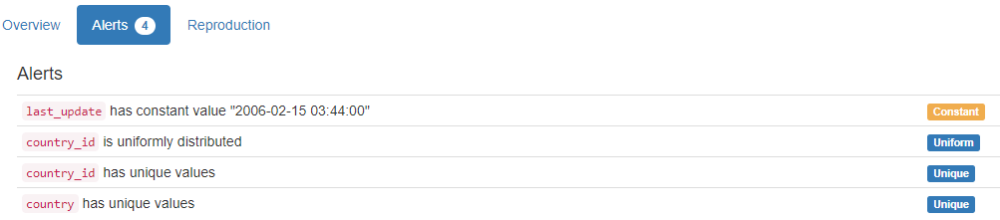 Overview Alerts 4 Reproduction
Alerts
last_update has constant value "2006-02-15 03:44:00" Constant
country_id is uniformly distributed Uniform
country_id has unique values Unique
country has unique values Unique